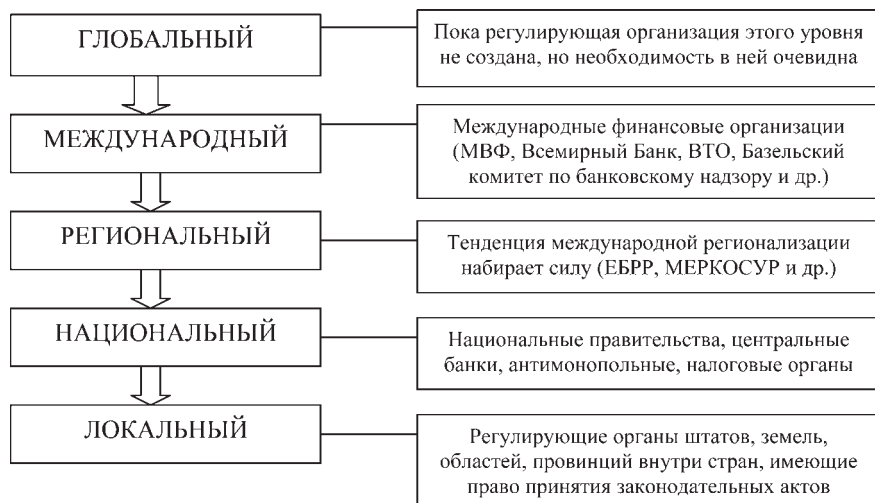 ГЛОБАЛЬНЫЙ
Пока регулирующая организация этого уровня
не создана, но необходимость в ней очевидна
МЕЖДУНАРОДНЫЙ
Международные финансовые организации
(МВФ, Всемирный Банк, ВТО, Базельский
комитет по банковскому надзору и др.)
РЕГИОНАЛЬНЫЙ
Тенденция международной регионализации
набирает силу (ЕБРР, МЕРКОСУР и др.)
НАЦИОНАЛЬНЫЙ
Национальные правительства, центральные
банки, антимонопольные, налоговые органы
ЛОКАЛЬНЫЙ
Регулирующие органы штатов, земель,
областей, провинций внутри стран, имеющие
право принятия законодательных актов